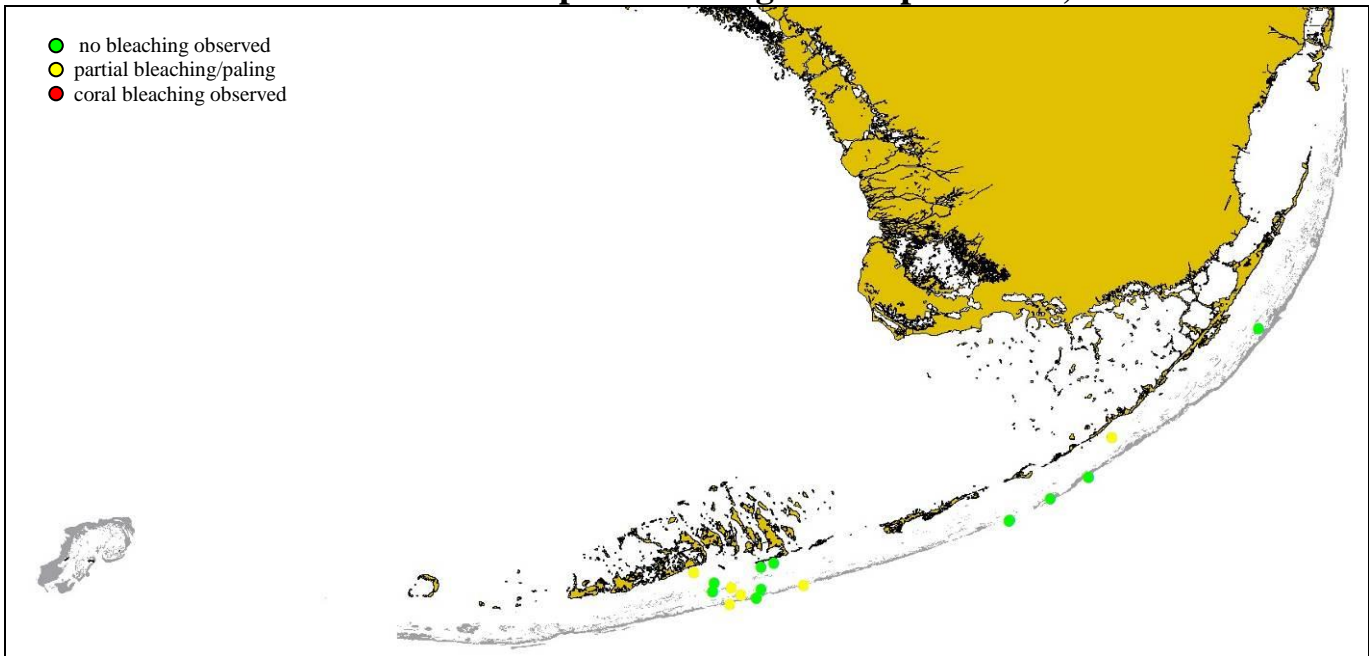 no bleaching observed
partial bleaching/paling
coral bleaching observed